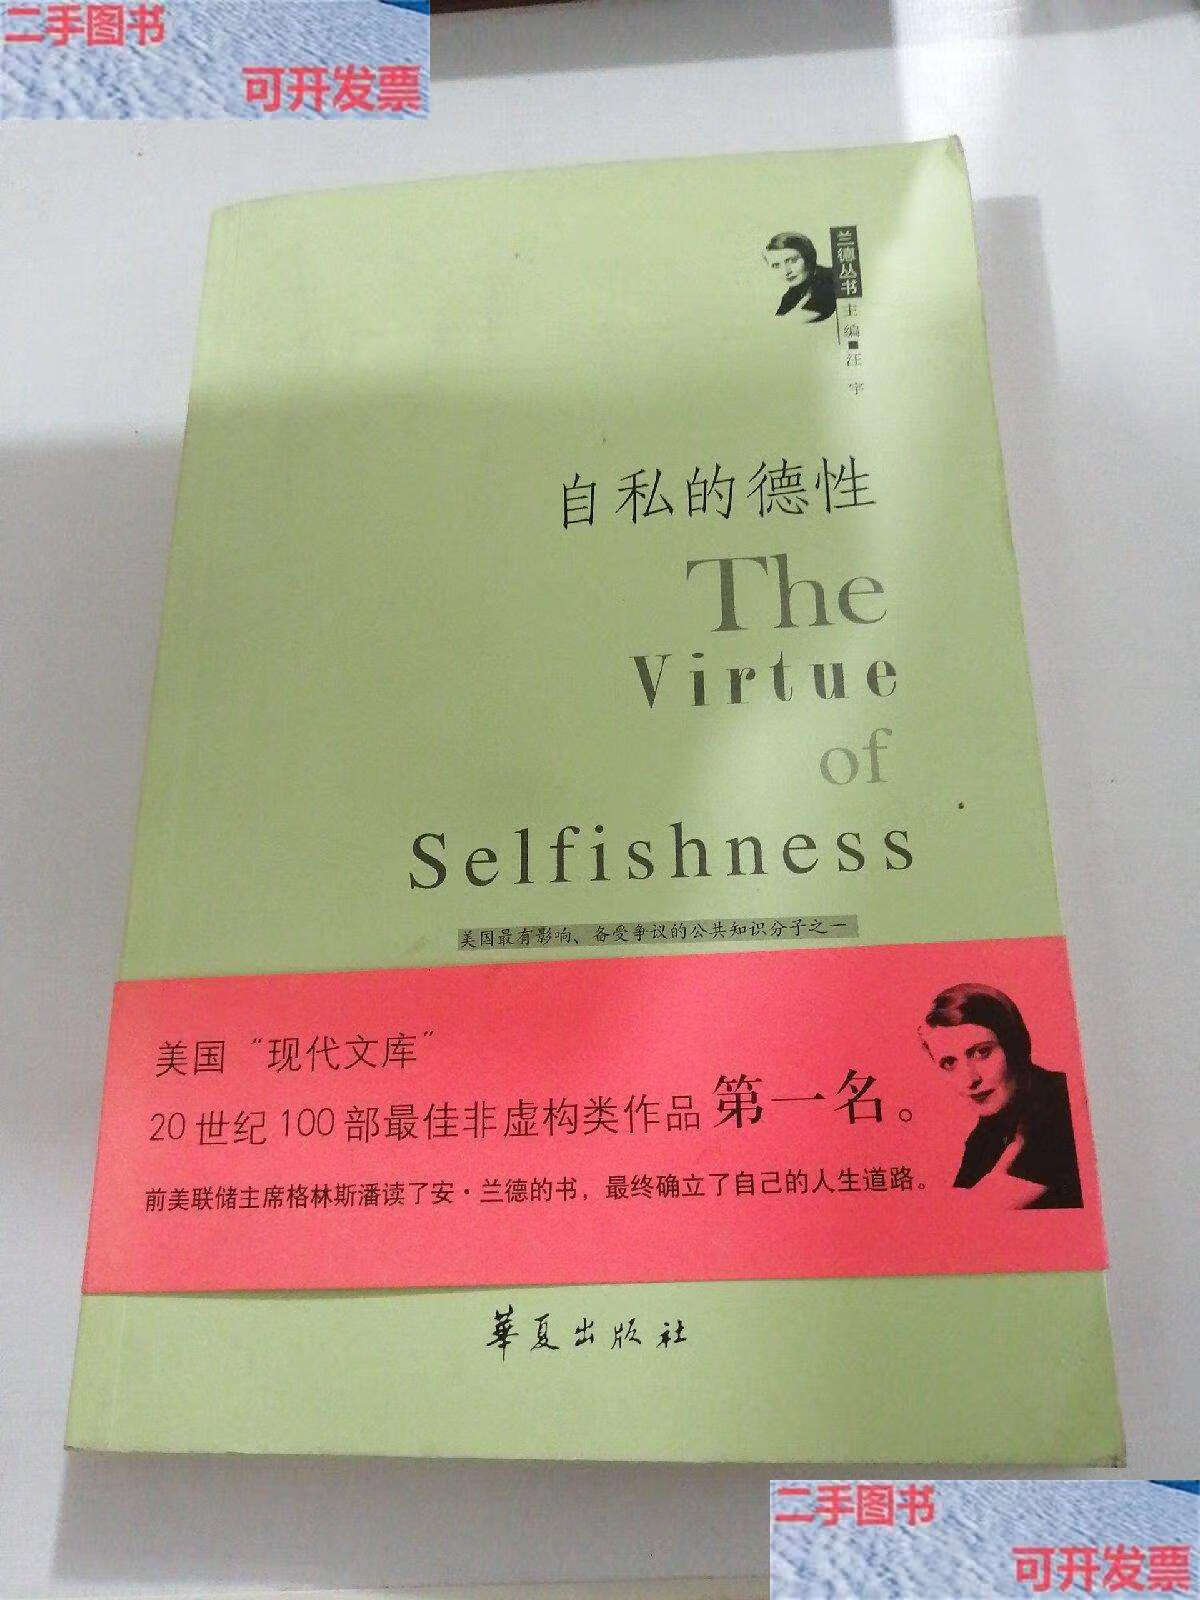 二手图书
可开发票
兰德丛书
主编■汪宇
自私的德性
The
Virtue
of
Selfishness
美国最有影响、备受争议的公共知识分子之一
美国“现代文库”
20世纪100部最佳非虚构类作品第一名。
前美联储主席格林斯潘读了安·兰德的书，最终确立了自己的人生道路。
華夏出版社
二手图书
可开发票